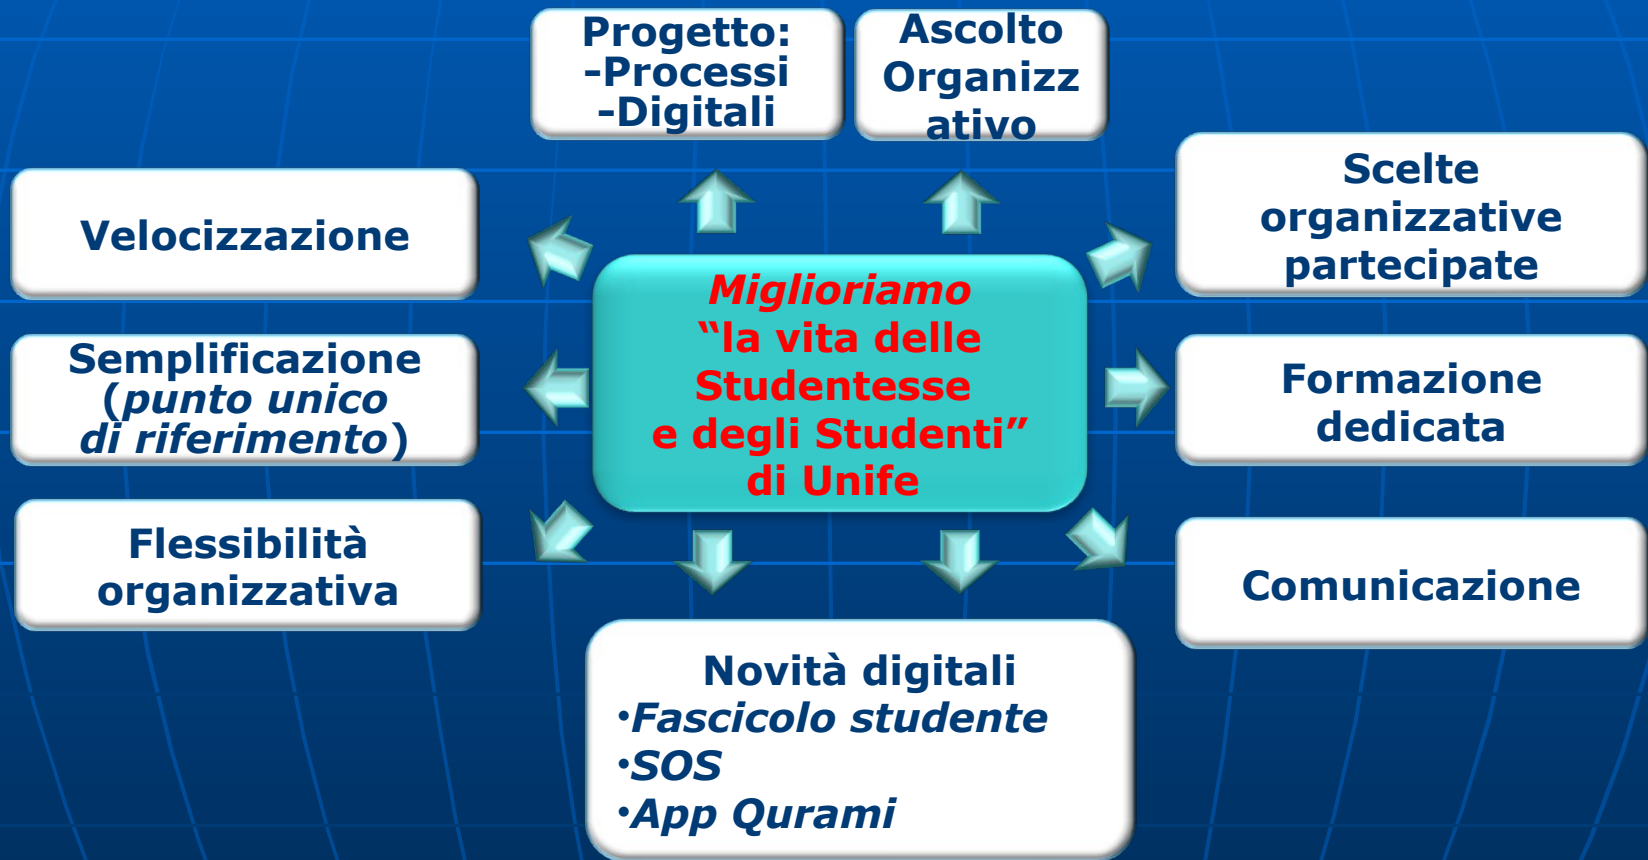 Progetto:
-Processi
-Digitali
Ascolto
Organizz
ativo
Velocizzazione
Scelte
organizzative
partecipate
Miglioriamo
“la vita delle
Studentesse
e degli Studenti”
di Unife
Semplificazione
(punto unico
di riferimento)
Formazione
dedicata
Flessibilità
organizzativa
Comunicazione
Novità digitali
•Fascicolo studente
•SOS
•App Qurami